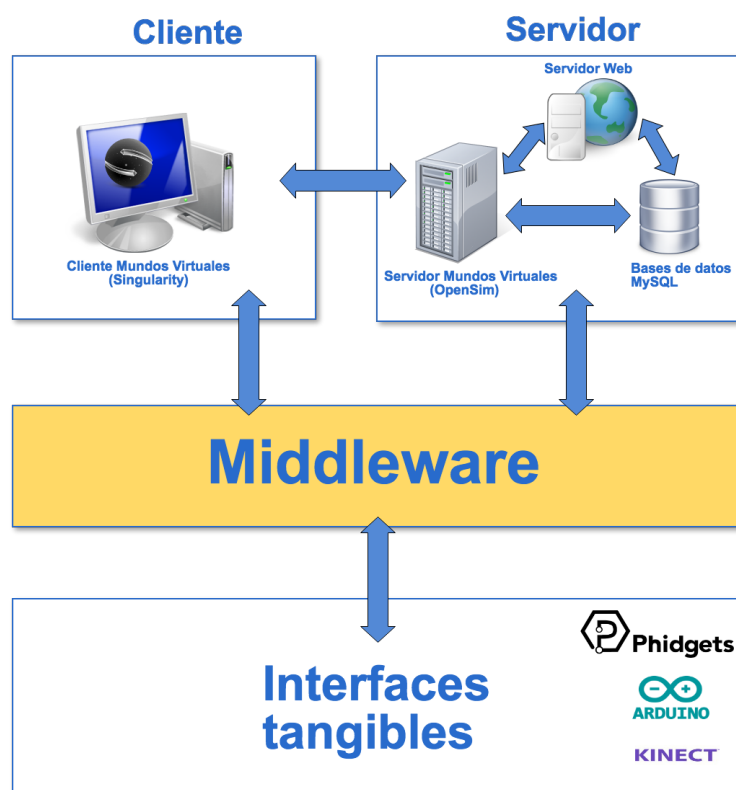 Cliente
Servidor
Servidor Web
Cliente Mundos Virtuales
(Singularity)
Servidor Mundos Virtuales
(OpenSim)
Bases de datos
MySQL
Middleware
Interfaces
tangibles
Phidgets
ARDUINO
KINECT